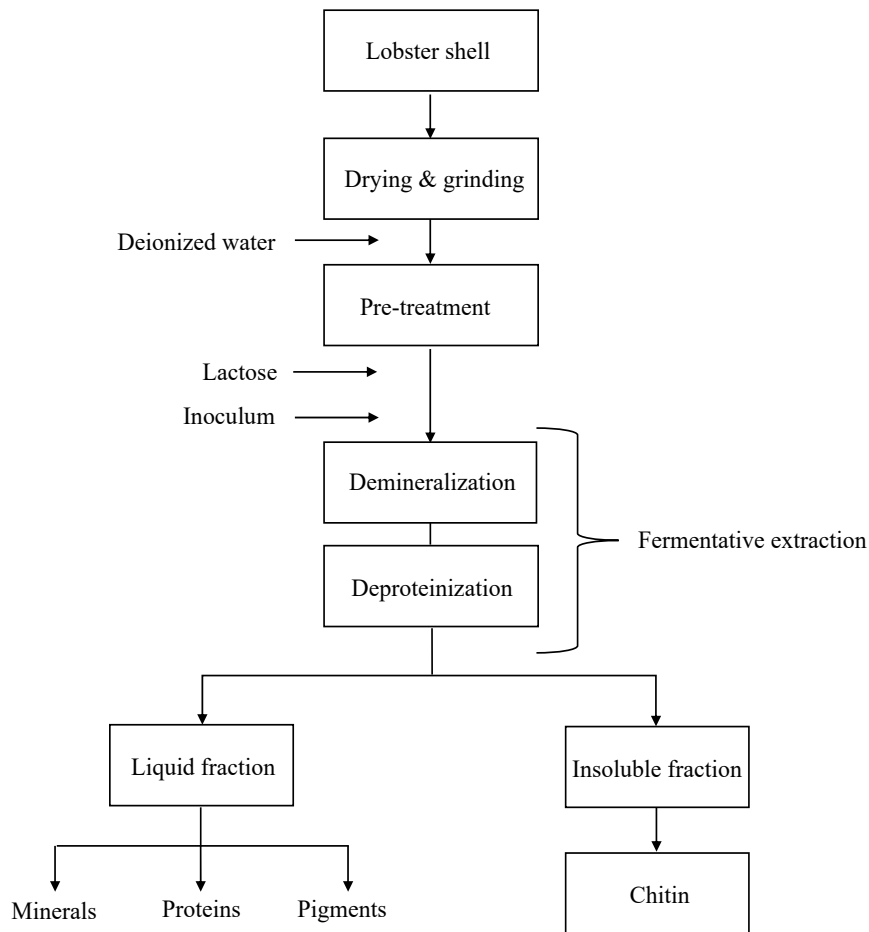 Lobster shell
Drying & grinding
Deionized water
Pre-treatment
Lactose
Inoculum
Demineralization
Fermentative extraction
Deproteinization
Liquid fraction
Insoluble fraction
Chitin
Minerals
Proteins
Pigments